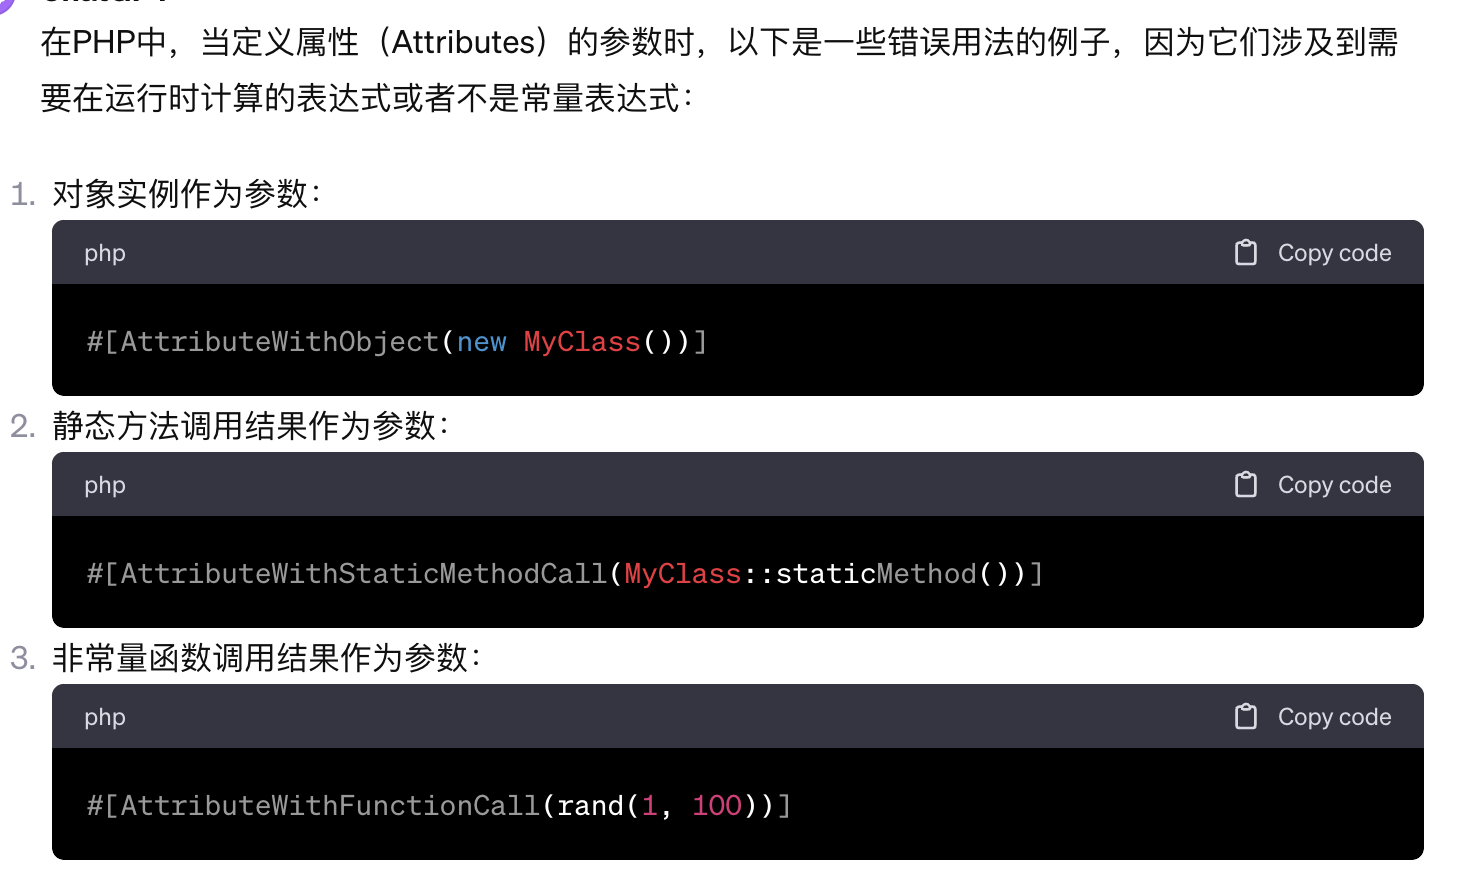 在PHP中，当定义属性（Attributes）的参数时，以下是一些错误用法的例子，因为它们涉及到需
要在运行时计算的表达式或者不是常量表达式：
1. 对象实例作为参数：
php Copy code
#[AttributeWithObject(new MyClass())]
2. 静态方法调用结果作为参数：
php Copy code
#[AttributeWithStaticMethodCall(MyClass::staticMethod())]
3. 非常量函数调用结果作为参数：
php Copy code
#[AttributeWithFunctionCall(rand(1, 100))]